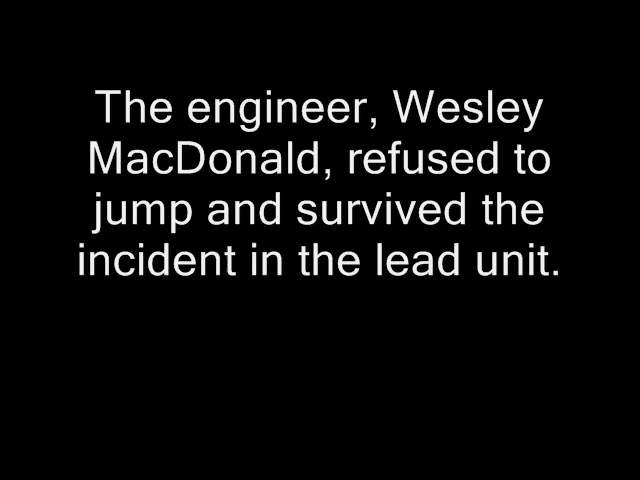 The engineer, Wesley
MacDonald, refused to
jump and survived the
incident in the lead unit.